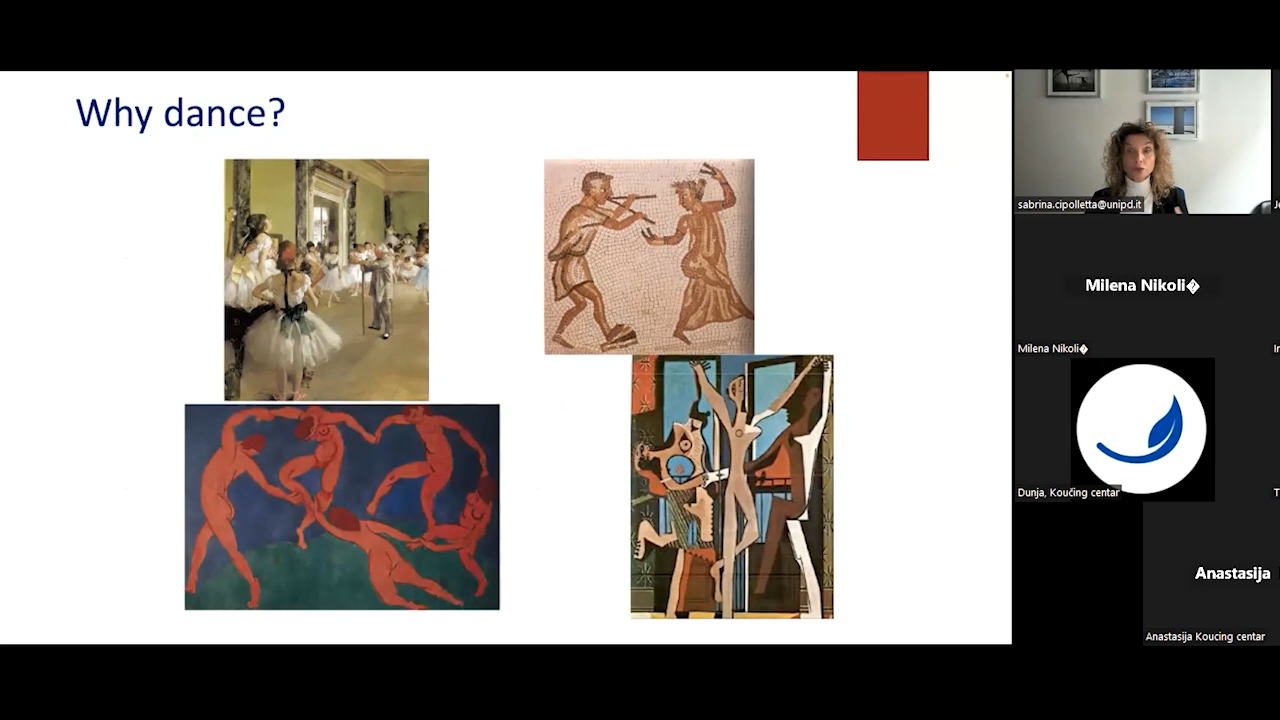 Why dance?
sabrina.cipolletta@unipd.it
Milena Nikoli�
Milena Nikoli�
Dunja, Koučing centar
Anastasija
Anastasija Koucing centar